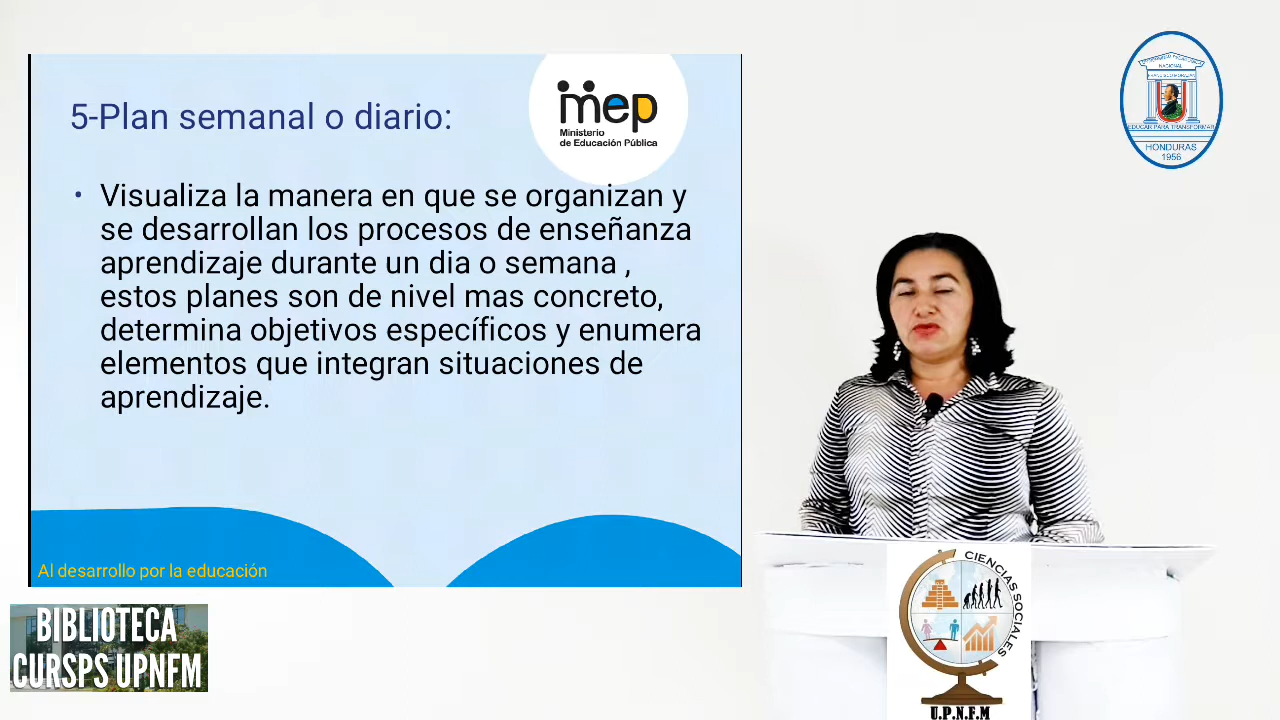 5-Plan semanal o diario:
mep
Ministerio
de Educación Pública
• Visualiza la manera en que se organizan y
se desarrollan los procesos de enseñanza
aprendizaje durante un dia o semana ,
estos planes son de nivel mas concreto,
determina objetivos específicos y enumera
elementos que integran situaciones de
aprendizaje.
Al desarrollo por la educación
BIBLIOTECA
CURSPS UPNFM
NACIONAL
FRANCISCO MORAZAN
EDUCAR PARA TRANSFORMAR
HONDURAS
1956
CIENCIAS SOCIALES
U.P.N.F.M